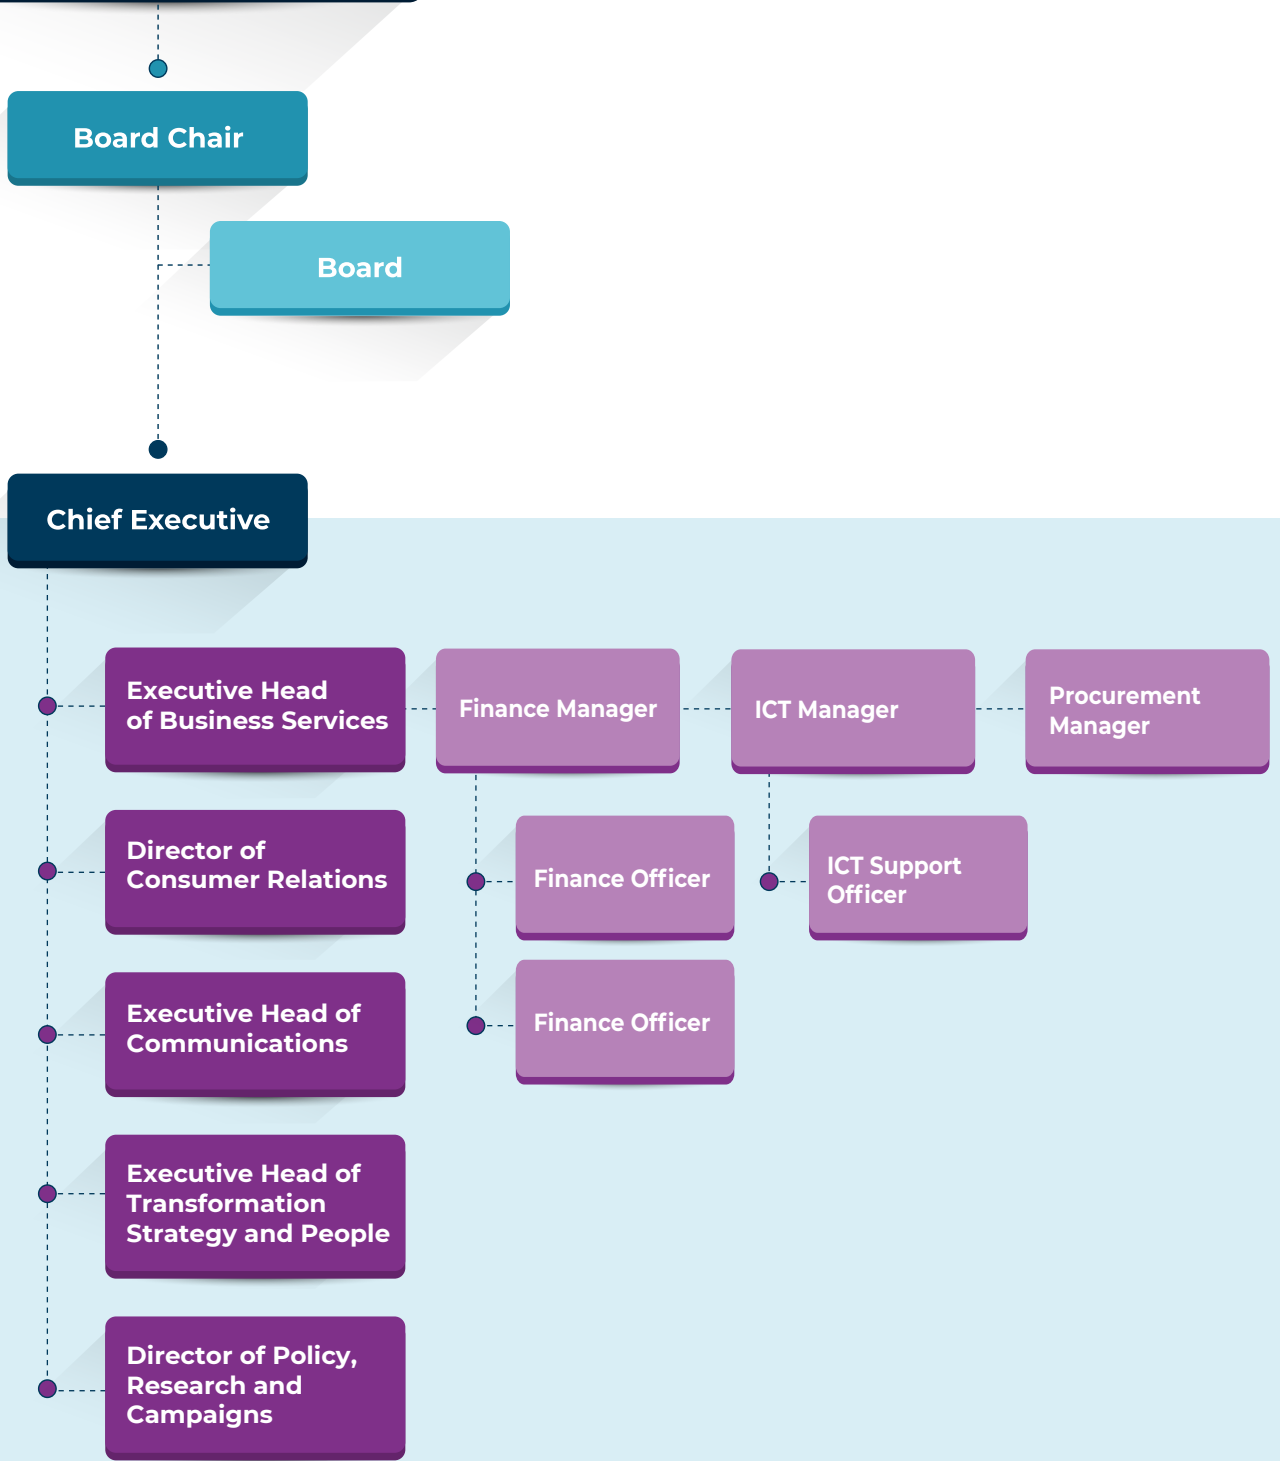 Board Chair
Board
Chief Executive
Executive Head
of Business Services
Finance Manager
ICT Manager
Procurement
Manager
Director of
Consumer Relations
Finance Officer
ICT Support
Officer
Executive Head of
Communications
Finance Officer
Executive Head of
Transformation
Strategy and People
Director of Policy,
Research and
Campaigns